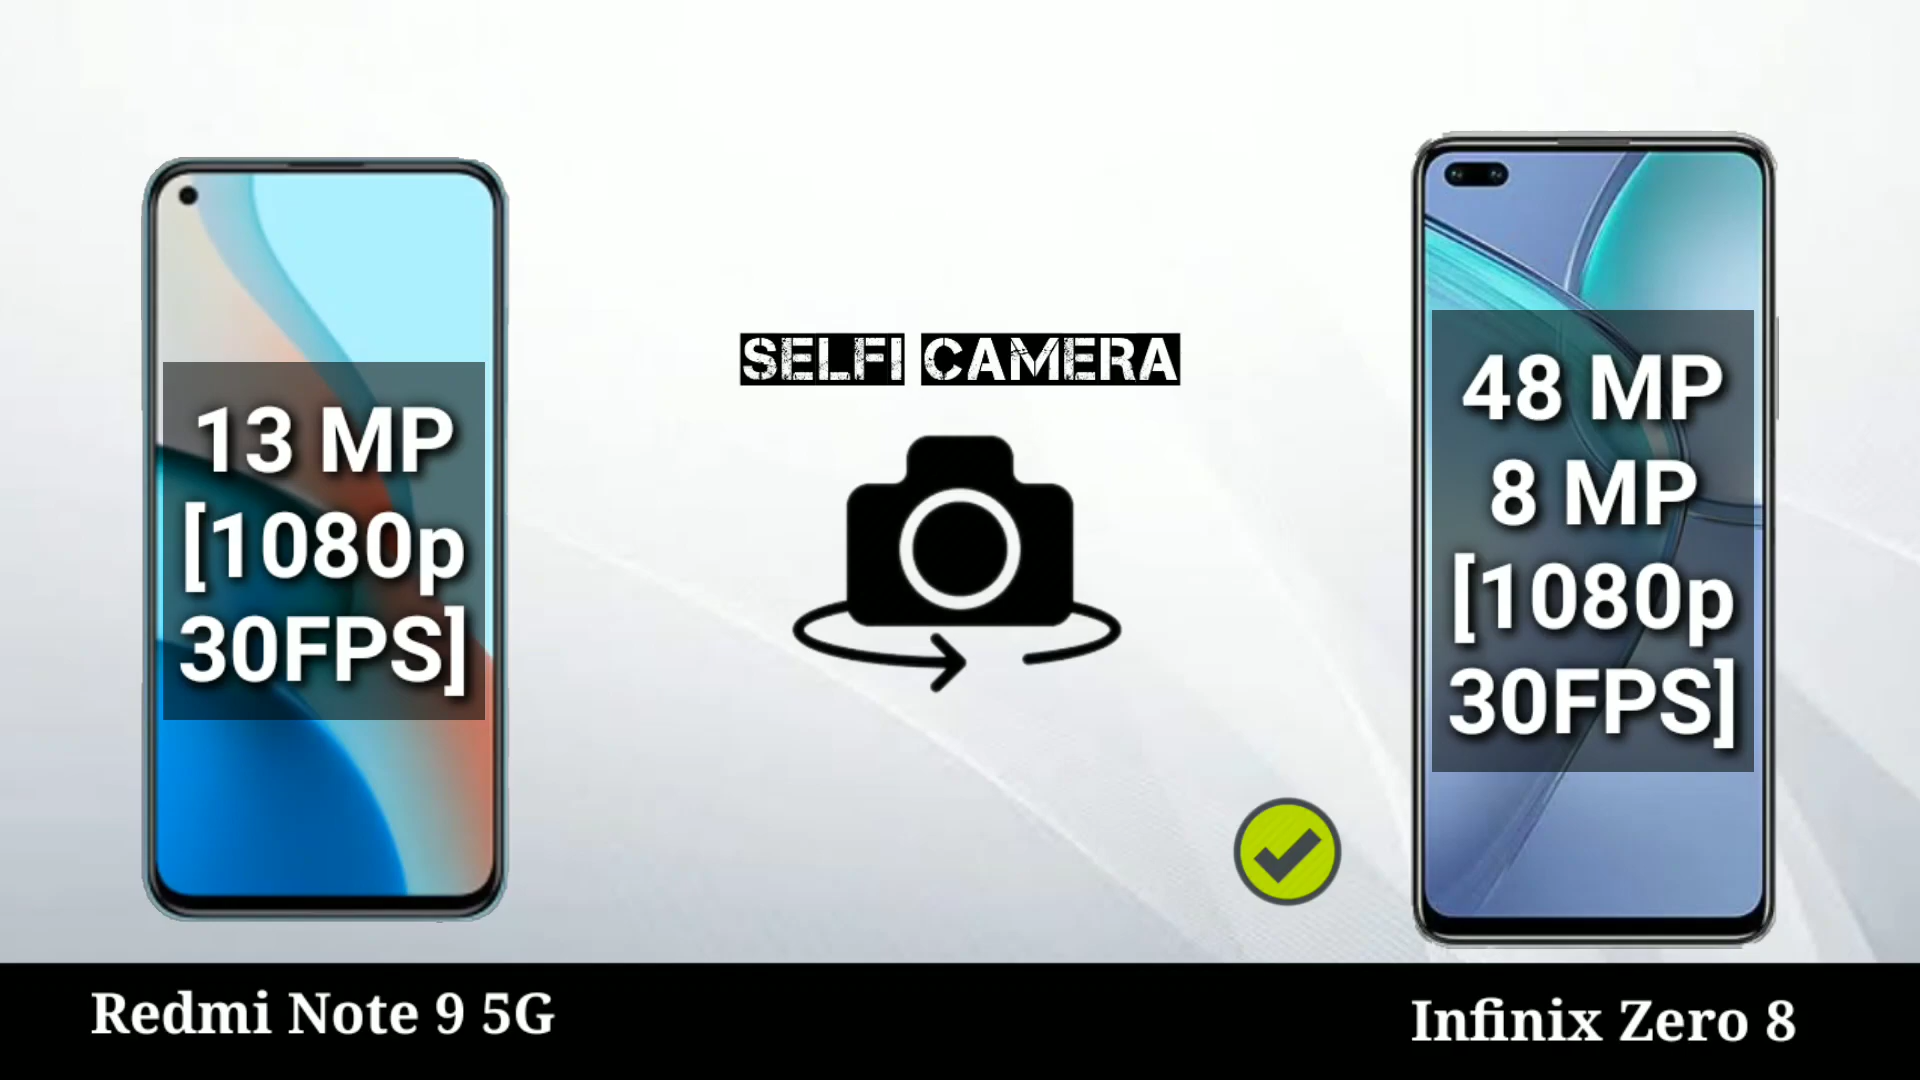 SELFI CAMERA
13 MP
[1080p
30FPS]
48 MP
8 MP
[1080p
30FPS]
Redmi Note 9 5G
Infinix Zero 8